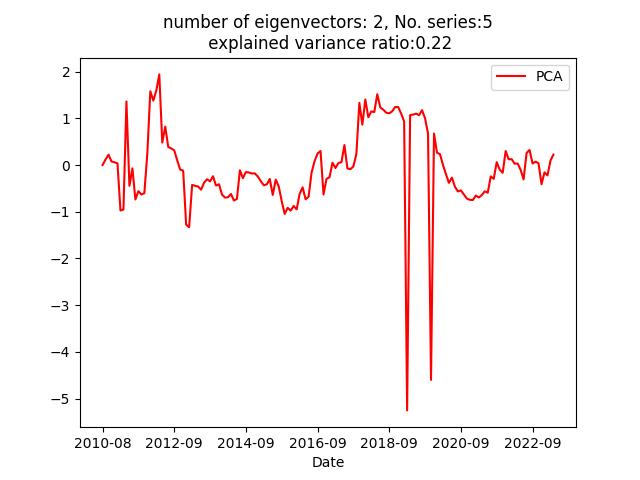 number of eigenvectors: 2, No. series:5
explained variance ratio:0.22
PCA
2
1
0
−1
−2
−3
−4
−5
2010-08 2012-09 2014-09 2016-09 2018-09 2020-09 2022-09
Date